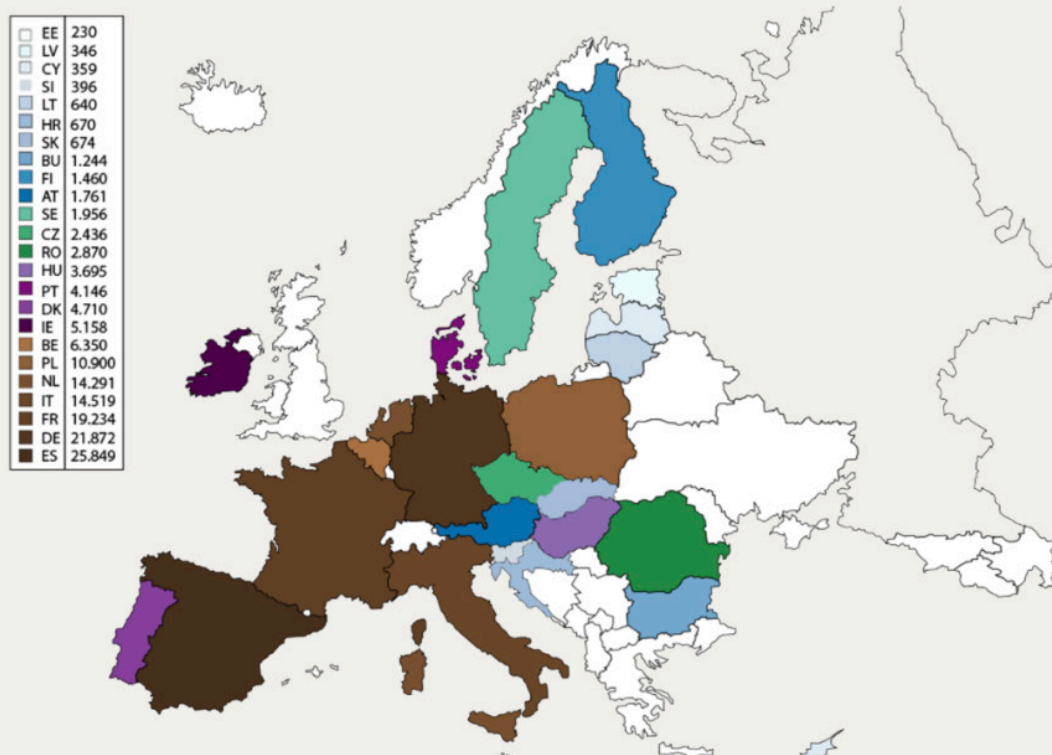 EE 230
LV 346
CY 359
SI 396
LT 640
HR 670
SK 674
BU 1.244
FI 1.460
AT 1.761
SE 1.956
CZ 2.436
RO 2.870
HU 3.695
PT 4.146
DK 4.710
IE 5.158
BE 6.350
PL 10.900
NL 14.291
IT 14.519
FR 19.234
DE 21.872
ES 25.849